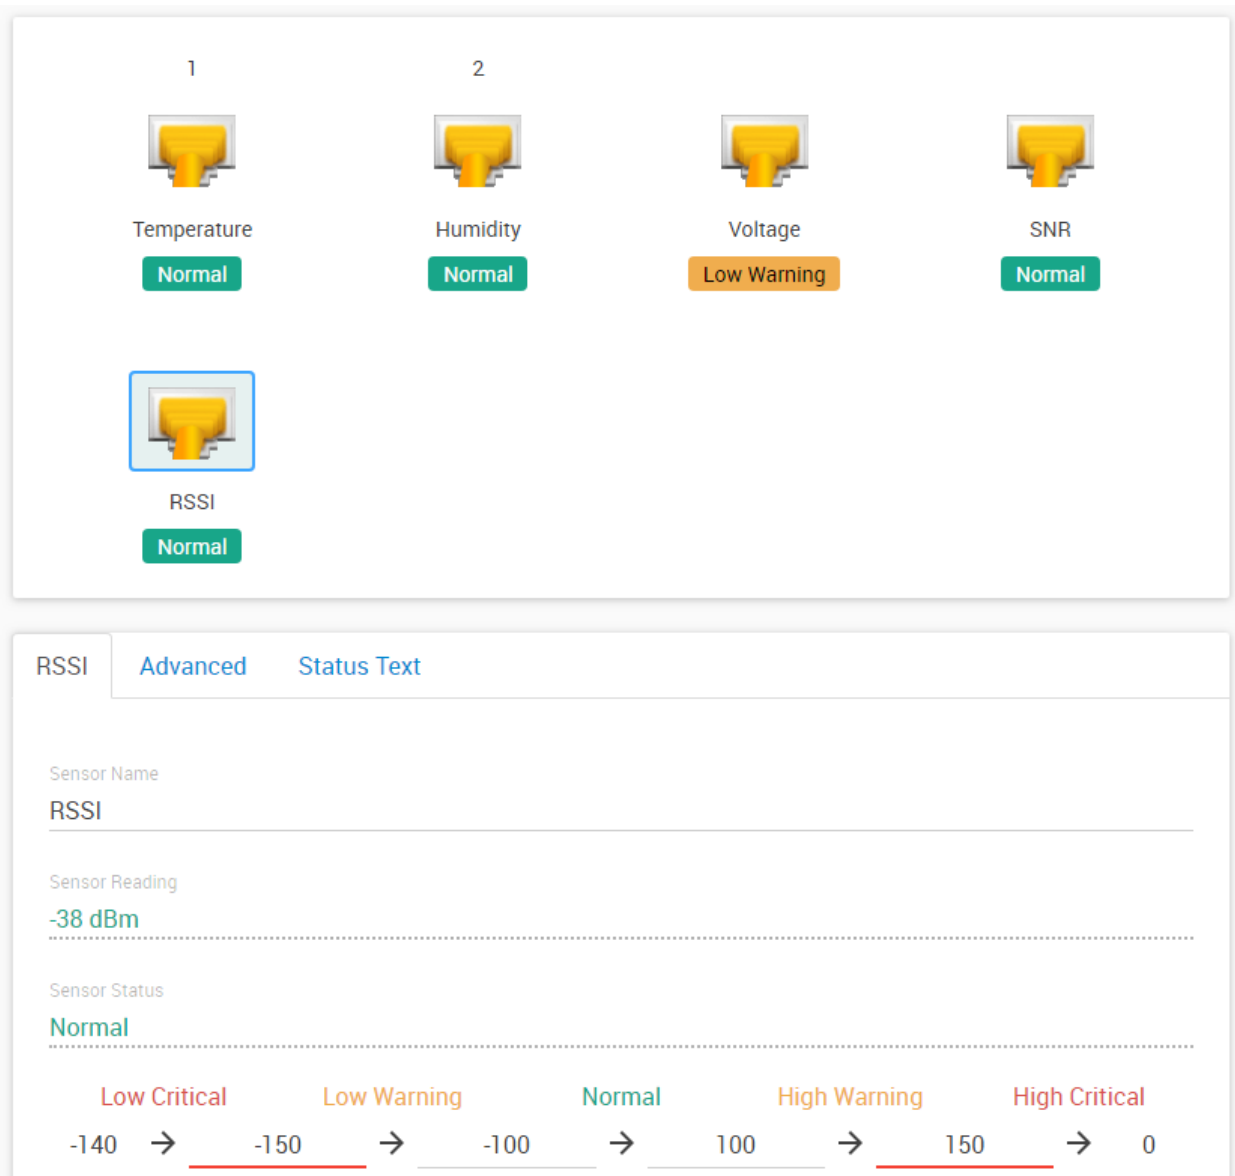 1 2
Temperature Humidity Voltage SNR
Normal Normal Low Warning Normal
RSSI
Normal
RSSI Advanced Status Text
Sensor Name
RSSI
Sensor Reading
-38 dBm
Sensor Status
Normal
Low Critical Low Warning Normal High Warning High Critical
-140 → -150 → -100 → 100 → 150 → 0